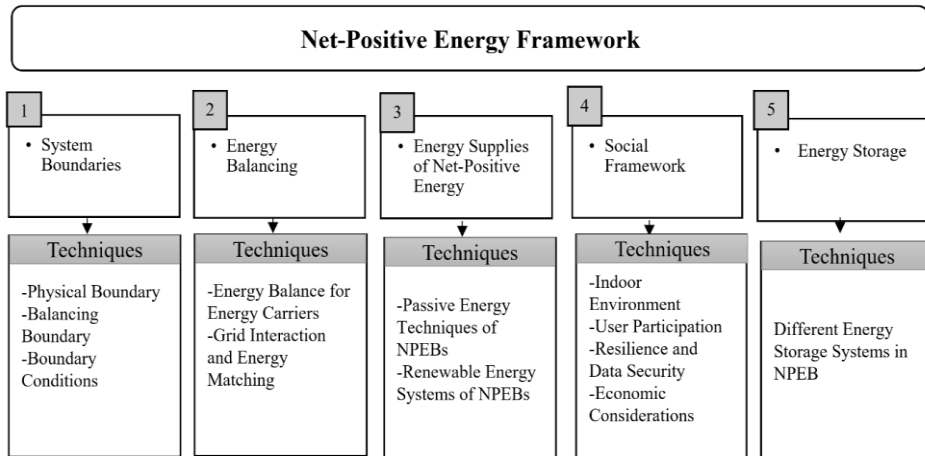 Net-Positive Energy Framework
1
• System
Boundaries
Techniques
-Physical Boundary
-Balancing
Boundary
-Boundary
Conditions
2
• Energy
Balancing
Techniques
-Energy Balance for
Energy Carriers
-Grid Interaction
and Energy
Matching
3
• Energy Supplies
of Net-Positive
Energy
Techniques
-Passive Energy
Techniques of
NPEBs
-Renewable Energy
Systems of NPEBs
4
• Social
Framework
Techniques
-Indoor
Environment
-User Participation
-Resilience and
Data Security
-Economic
Considerations
5
• Energy Storage
Techniques
Different Energy
Storage Systems in
NPEB